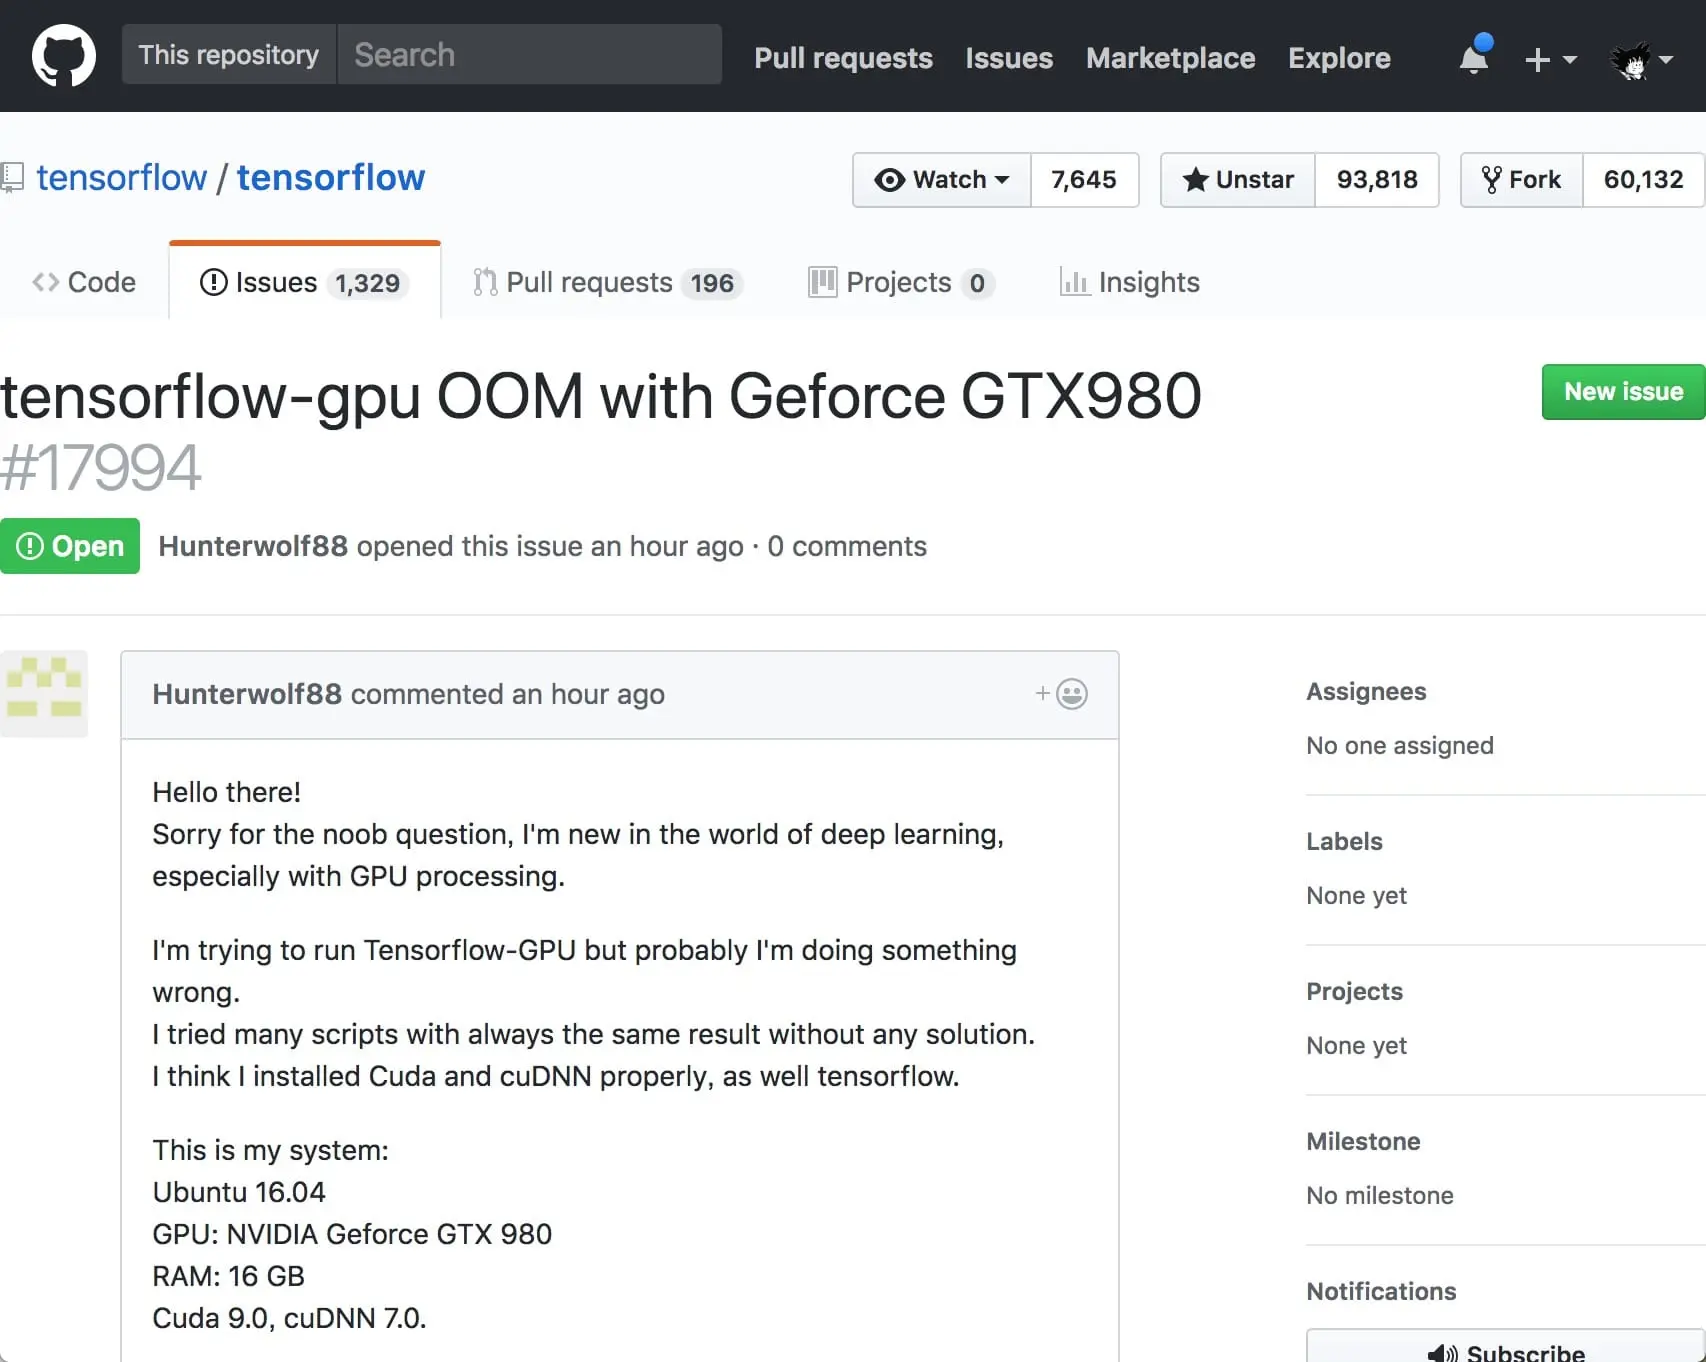 This repository Search Pull requests Issues Marketplace Explore
tensorflow / tensorflow Watch 7,645 Unstar 93,818 Fork 60,132
Code Issues 1,329 Pull requests 196 Projects 0 Insights
tensorflow-gpu OOM with Geforce GTX980 New issue
#17994
Open Hunterwolf88 opened this issue an hour ago · 0 comments
Hunterwolf88 commented an hour ago
Hello there!
Sorry for the noob question, I'm new in the world of deep learning,
especially with GPU processing.
I'm trying to run Tensorflow-GPU but probably I'm doing something
wrong.
I tried many scripts with always the same result without any solution.
I think I installed Cuda and cuDNN properly, as well tensorflow.
This is my system:
Ubuntu 16.04
GPU: NVIDIA Geforce GTX 980
RAM: 16 GB
Cuda 9.0, cuDNN 7.0.
Assignees
No one assigned
Labels
None yet
Projects
None yet
Milestone
No milestone
Notifications
Subscribe